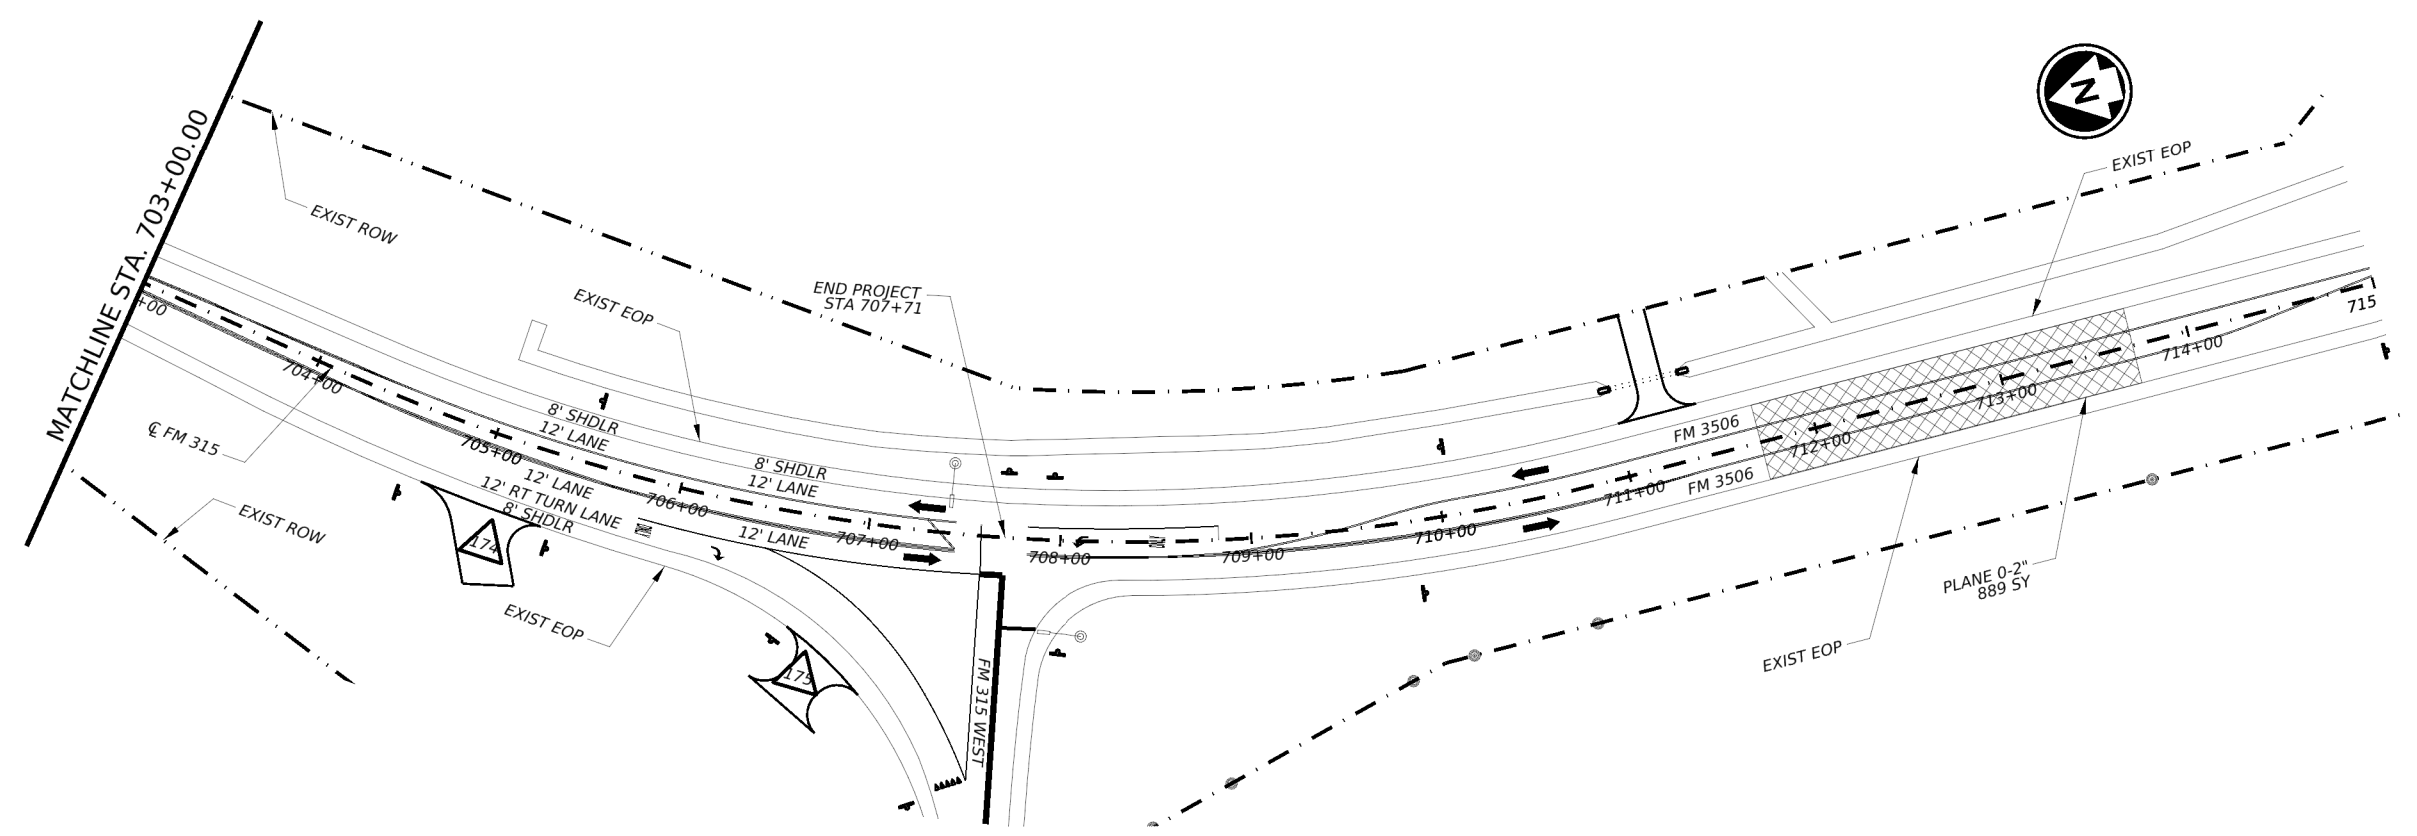 MATCHLINE STA. 703+00.00
EXIST ROW
+00
704+00
℄ FM 315
EXIST ROW
EXIST EOP
705+00
8' SHDLR
12' LANE
12' LANE
12' RT TURN LANE
8' SHDLR
174
EXIST EOP
706+00
8' SHDLR
12' LANE
12' LANE
707+00
END PROJECT
STA 707+71
175
FM 315 WEST
708+00
709+00
710+00
711+00
FM 3506
FM 3506
712+00
713+00
714+00
715
EXIST EOP
PLANE 0-2"
889 SY
EXIST EOP
N